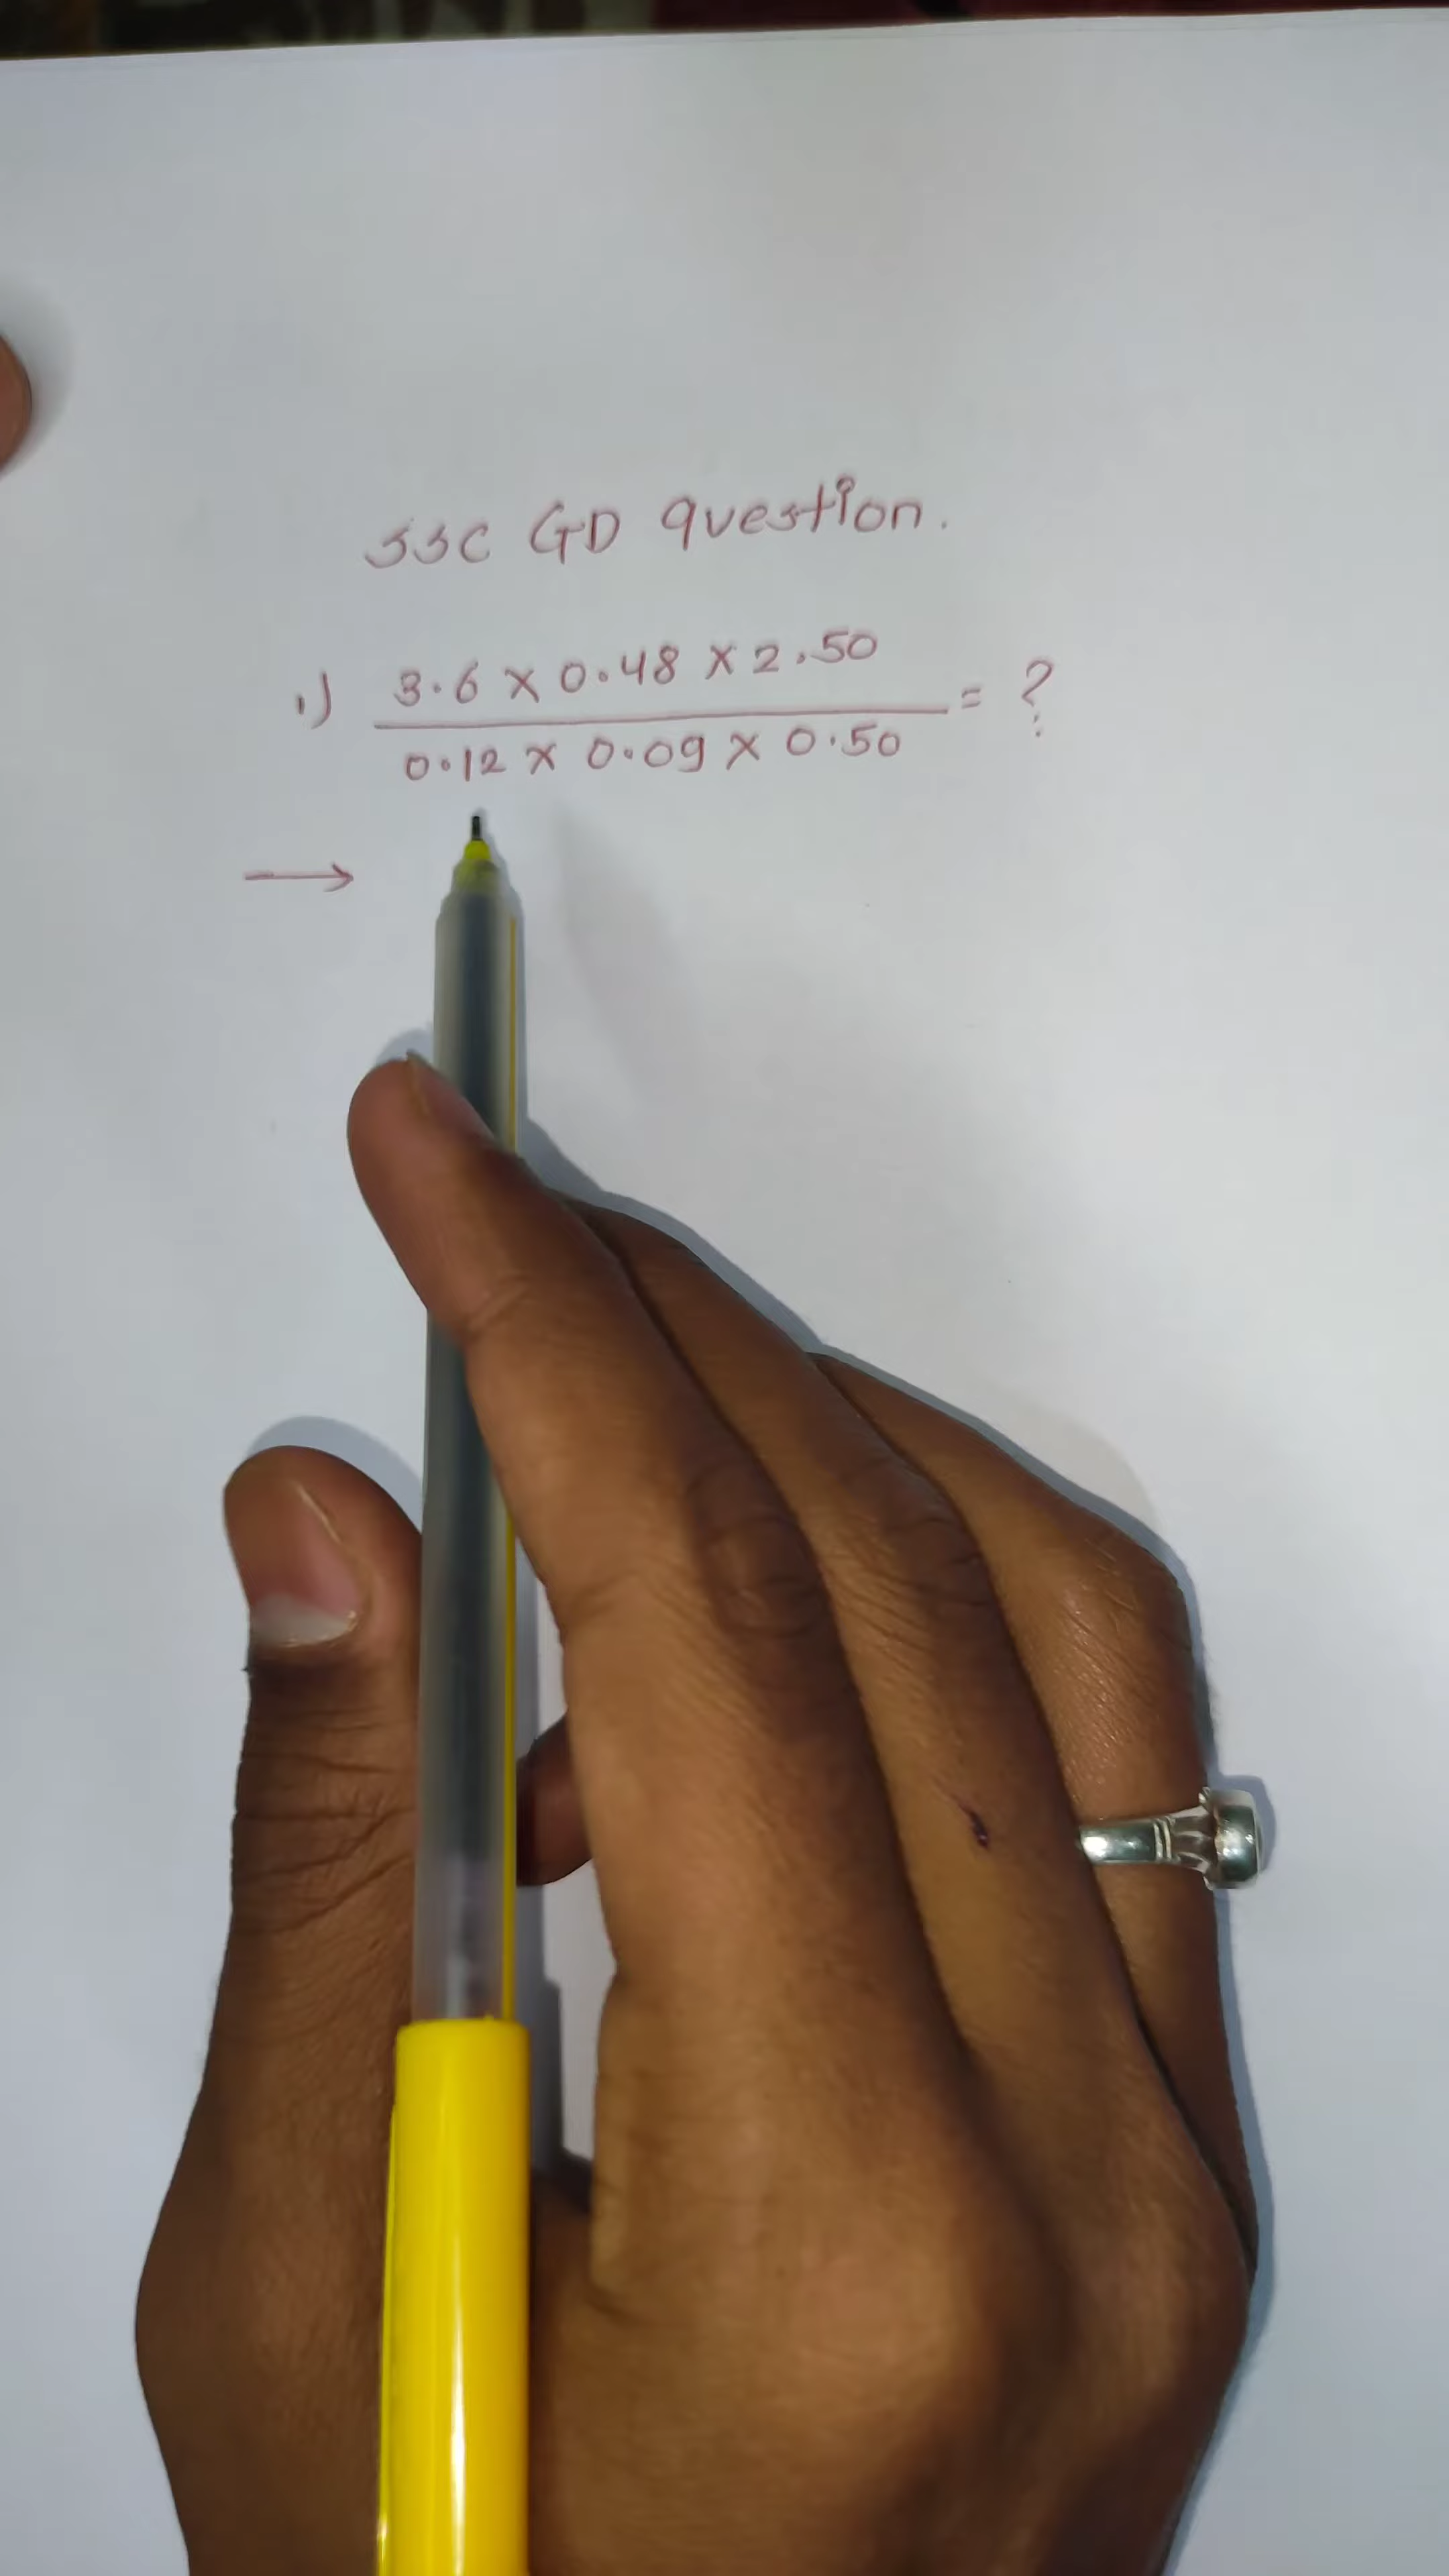 SSC GD question.
1) 3.6 x 0.48 x 2.50 = ?
0.12 x 0.09 x 0.50
→